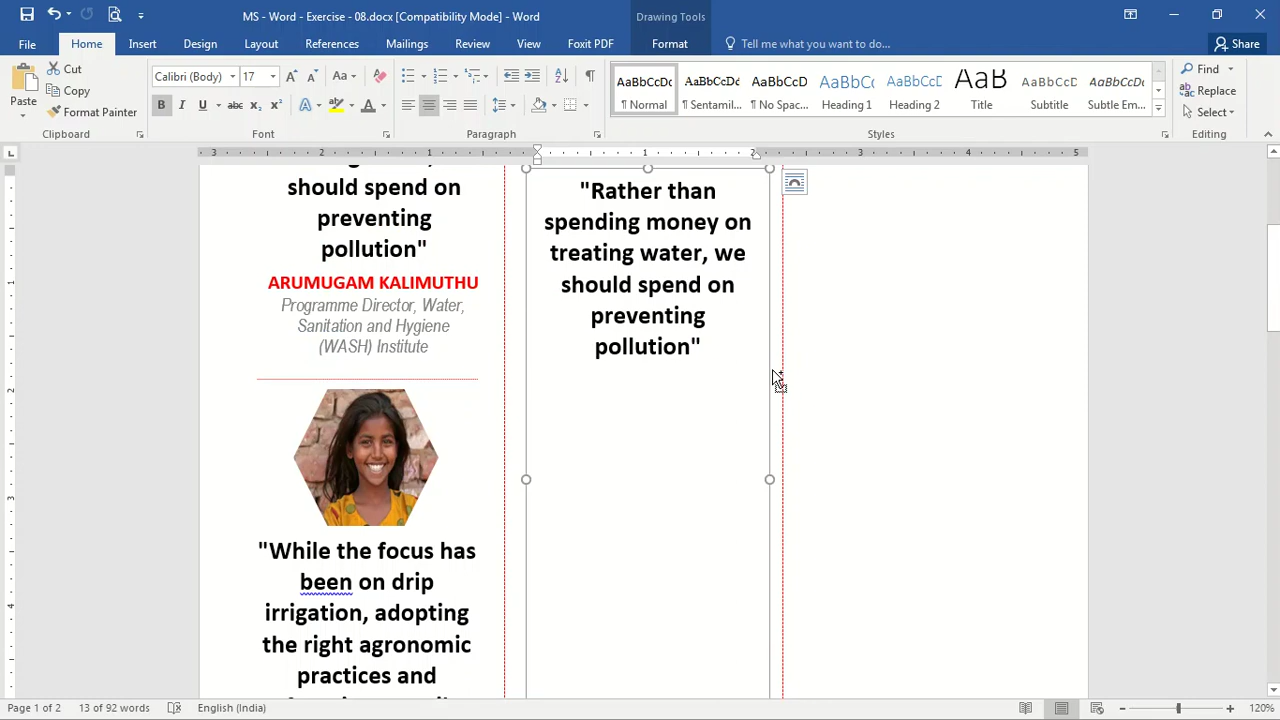 MS - Word - Exercise - 08.docx [Compatibility Mode] - Word
Drawing Tools
File
Home
Insert
Design
Layout
References
Mailings
Review
View
Foxit PDF
Format
Tell me what you want to do...
Share
Paste
Cut
Copy
Format Painter
Clipboard
Calibri (Body)
17
Font
Paragraph
AaBbCcDc
¶ Normal
AaBbCcDc
¶ Sentamil...
AaBbCcD
¶ No Spac...
AaBbC
Heading 1
AaBbCcD
Heading 2
AaB
Title
AaBbCcD
Subtitle
AaBbCcD
Subtle Em...
Styles
Find
Replace
Select
Editing
should spend on
preventing
pollution"
ARUMUGAM KALIMUTHU
Programme Director, Water,
Sanitation and Hygiene
(WASH) Institute
"While the focus has
been on drip
irrigation, adopting
the right agronomic
practices and
"Rather than
spending money on
treating water, we
should spend on
preventing
pollution"
Page 1 of 2
13 of 92 words
English (India)
120%